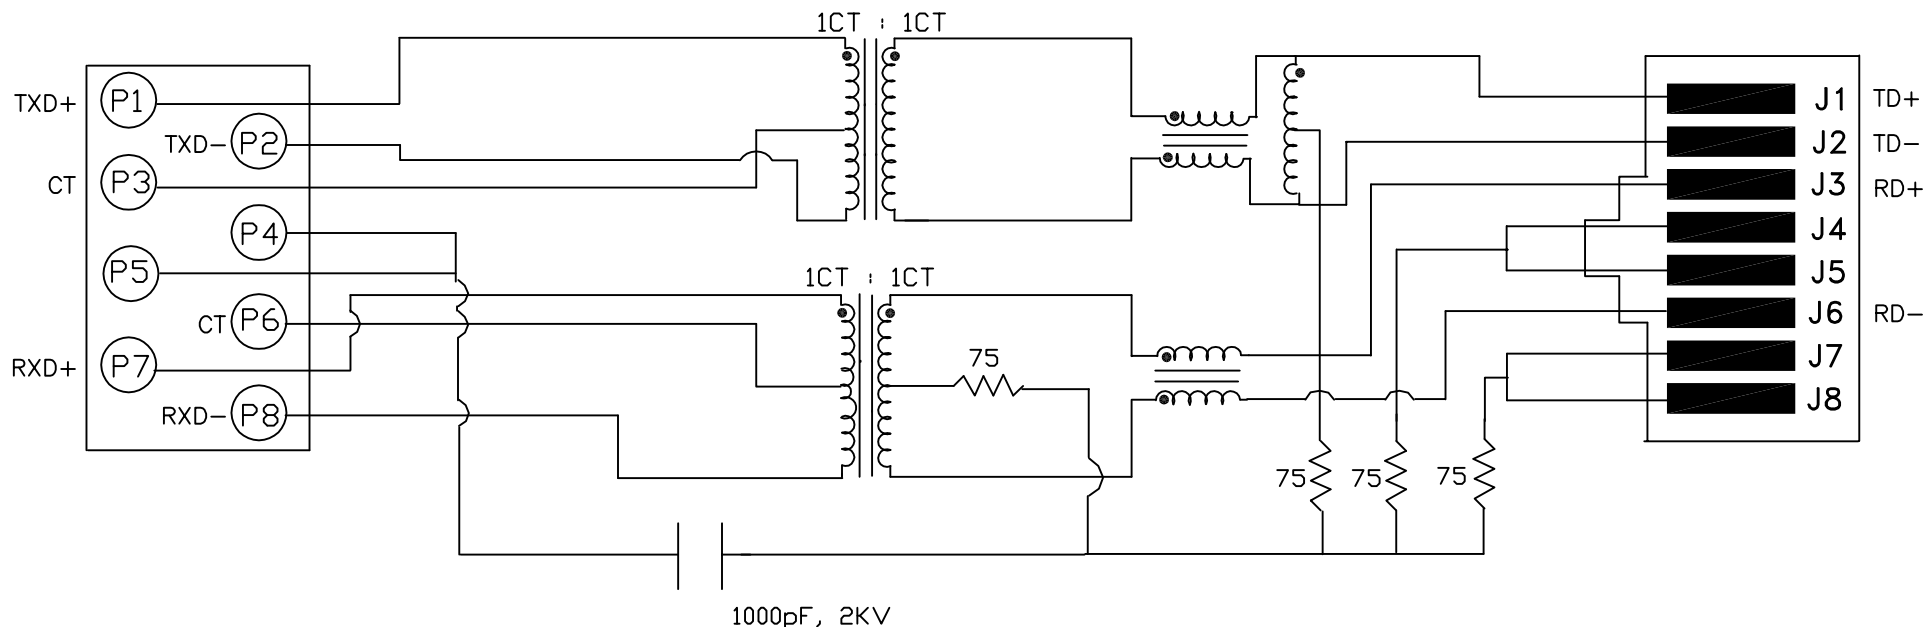 1CT : 1CT
TXD+ P1
TXD- P2
CT P3
P4
P5
CT P6
RXD+ P7
RXD- P8
1CT : 1CT
75
75
75
75
1000pF, 2KV
J1 TD+
J2 TD-
J3 RD+
J4
J5
J6 RD-
J7
J8